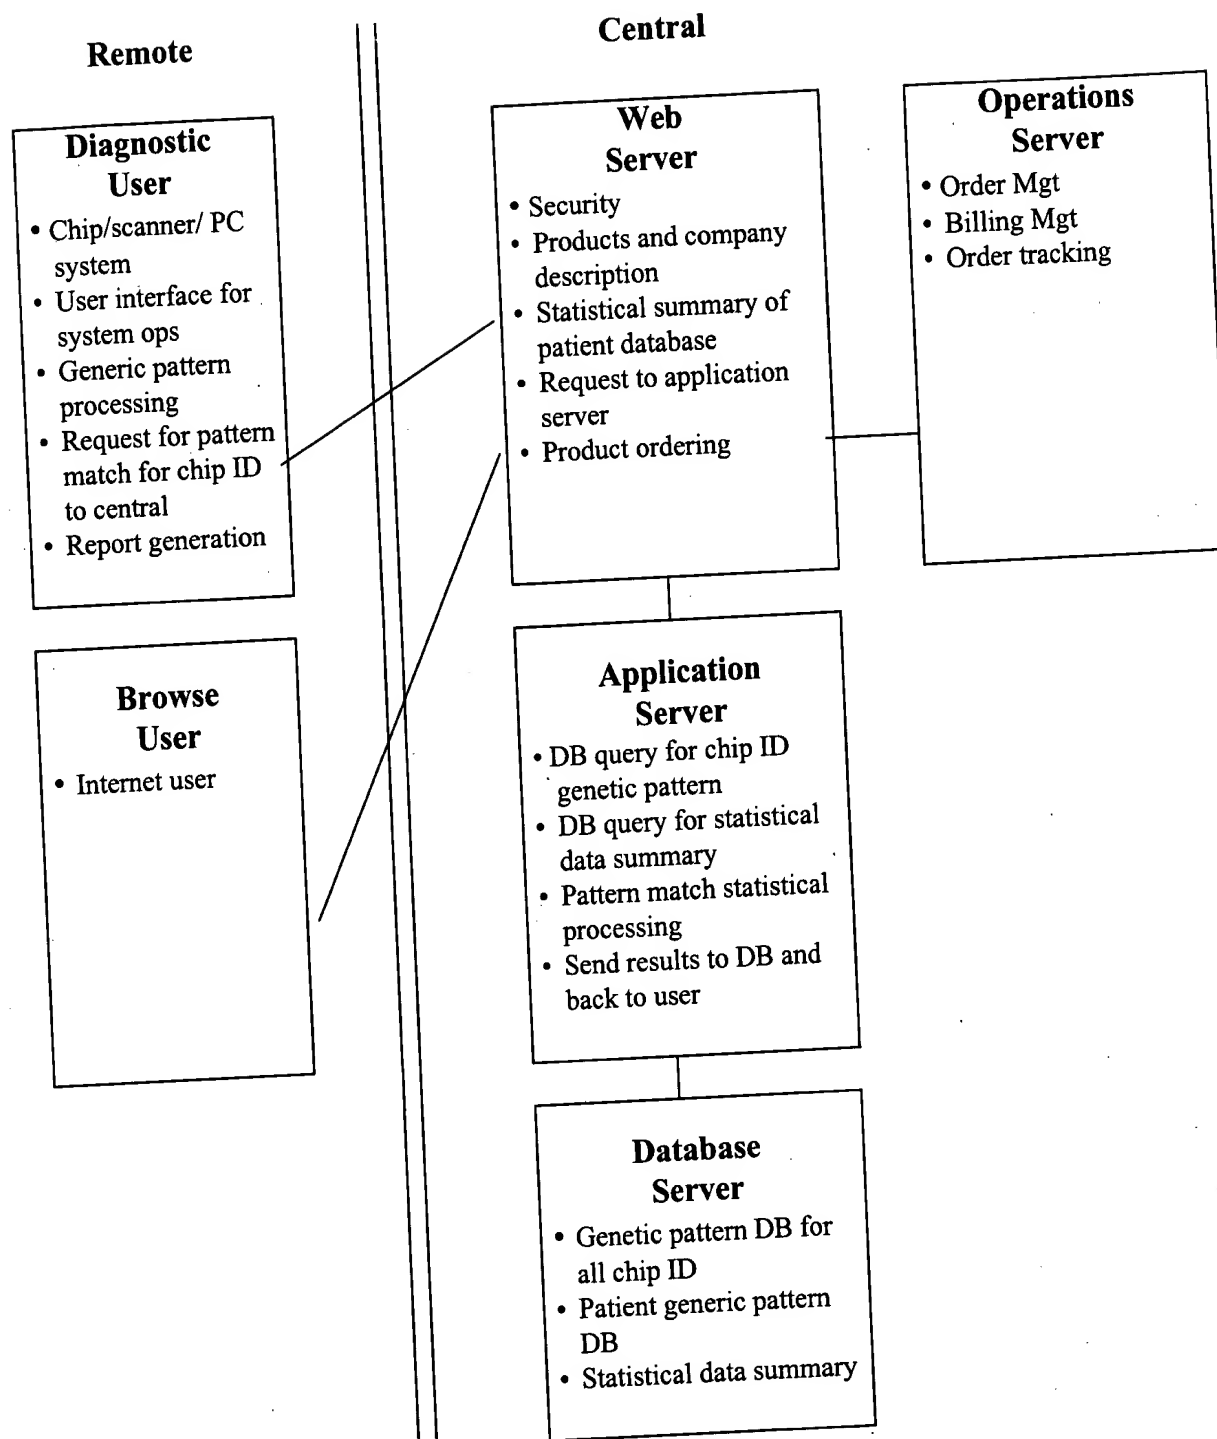 Remote
Central
Diagnostic
User
• Chip/scanner/ PC
system
• User interface for
system ops
• Generic pattern
processing
• Request for pattern
match for chip ID
to central
• Report generation
Browse
User
• Internet user
Web
Server
• Security
• Products and company
description
• Statistical summary of
patient database
• Request to application
server
• Product ordering
Operations
Server
• Order Mgt
• Billing Mgt
• Order tracking
Application
Server
• DB query for chip ID
genetic pattern
• DB query for statistical
data summary
• Pattern match statistical
processing
• Send results to DB and
back to user
Database
Server
• Genetic pattern DB for
all chip ID
• Patient generic pattern
DB
• Statistical data summary